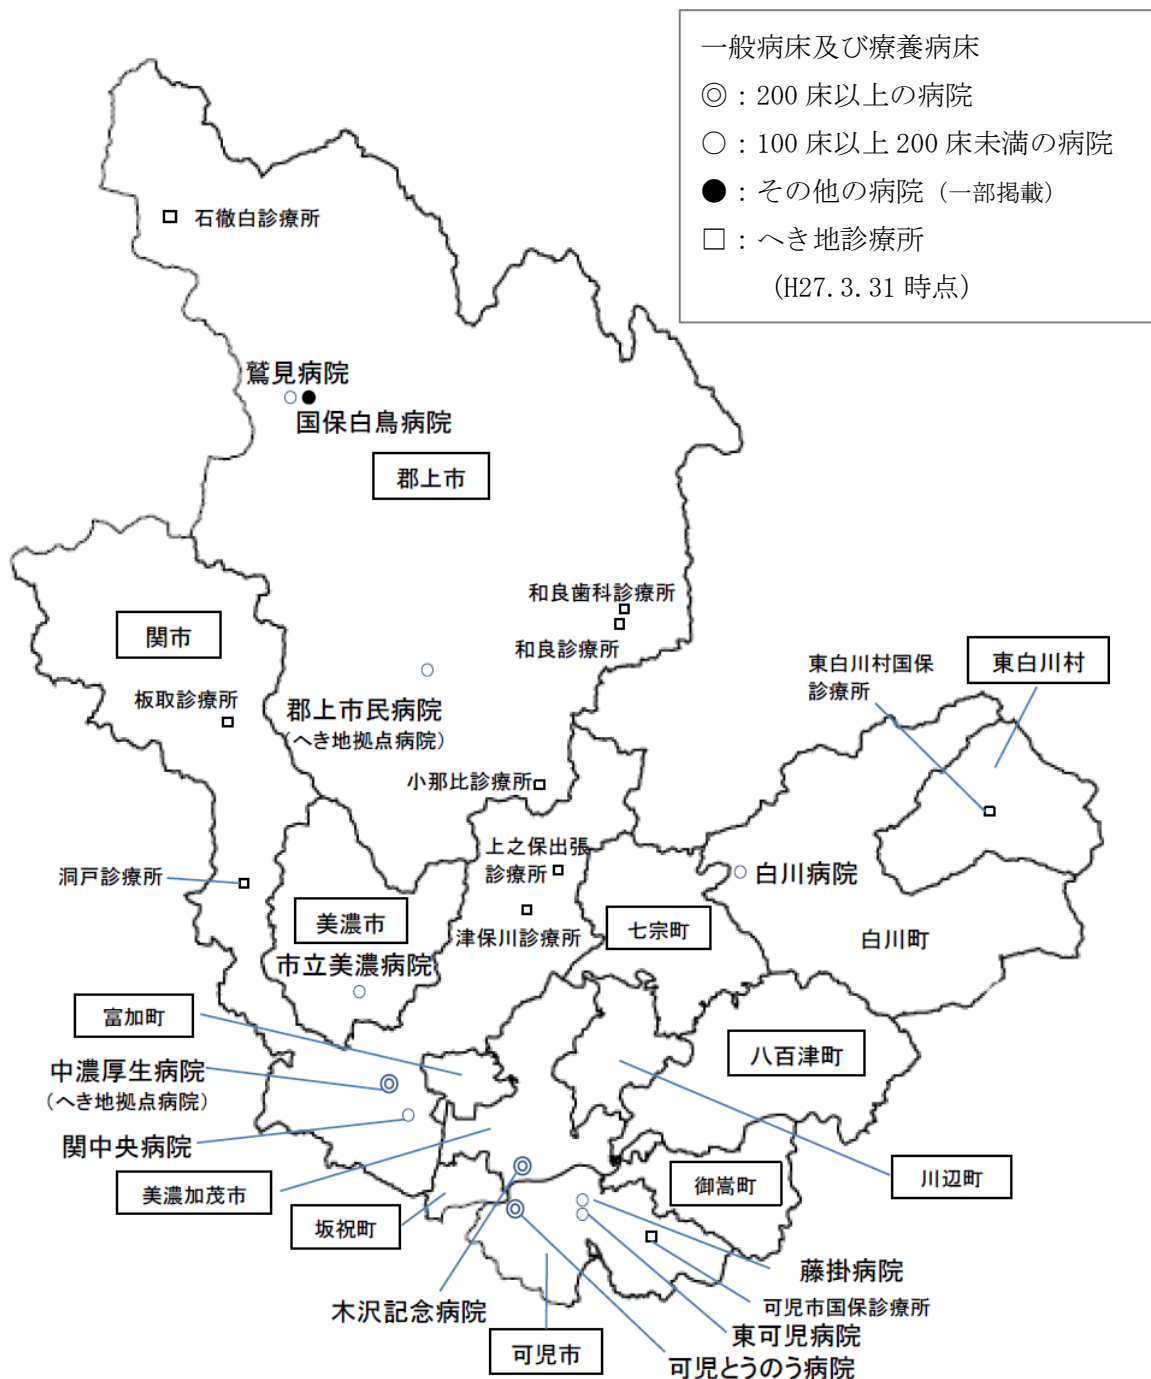 一般病床及び療養病床
◎：200 床以上の病院
○：100 床以上 200 床未満の病院
●：その他の病院（一部掲載）
□：へき地診療所
（H27.3.31 時点）
石徹白診療所
鷲見病院
国保白鳥病院
郡上市
和良歯科診療所
和良診療所
関市
板取診療所
郡上市民病院
（へき地拠点病院）
東白川村国保
診療所
東白川村
小那比診療所
上之保出張
診療所
洞戸診療所
白川病院
美濃市
津保川診療所
七宗町
白川町
市立美濃病院
富加町
八百津町
中濃厚生病院
（へき地拠点病院）
関中央病院
美濃加茂市
坂祝町
御嵩町
川辺町
藤掛病院
木沢記念病院
可児市国保診療所
東可児病院
可児市
可児とうのう病院